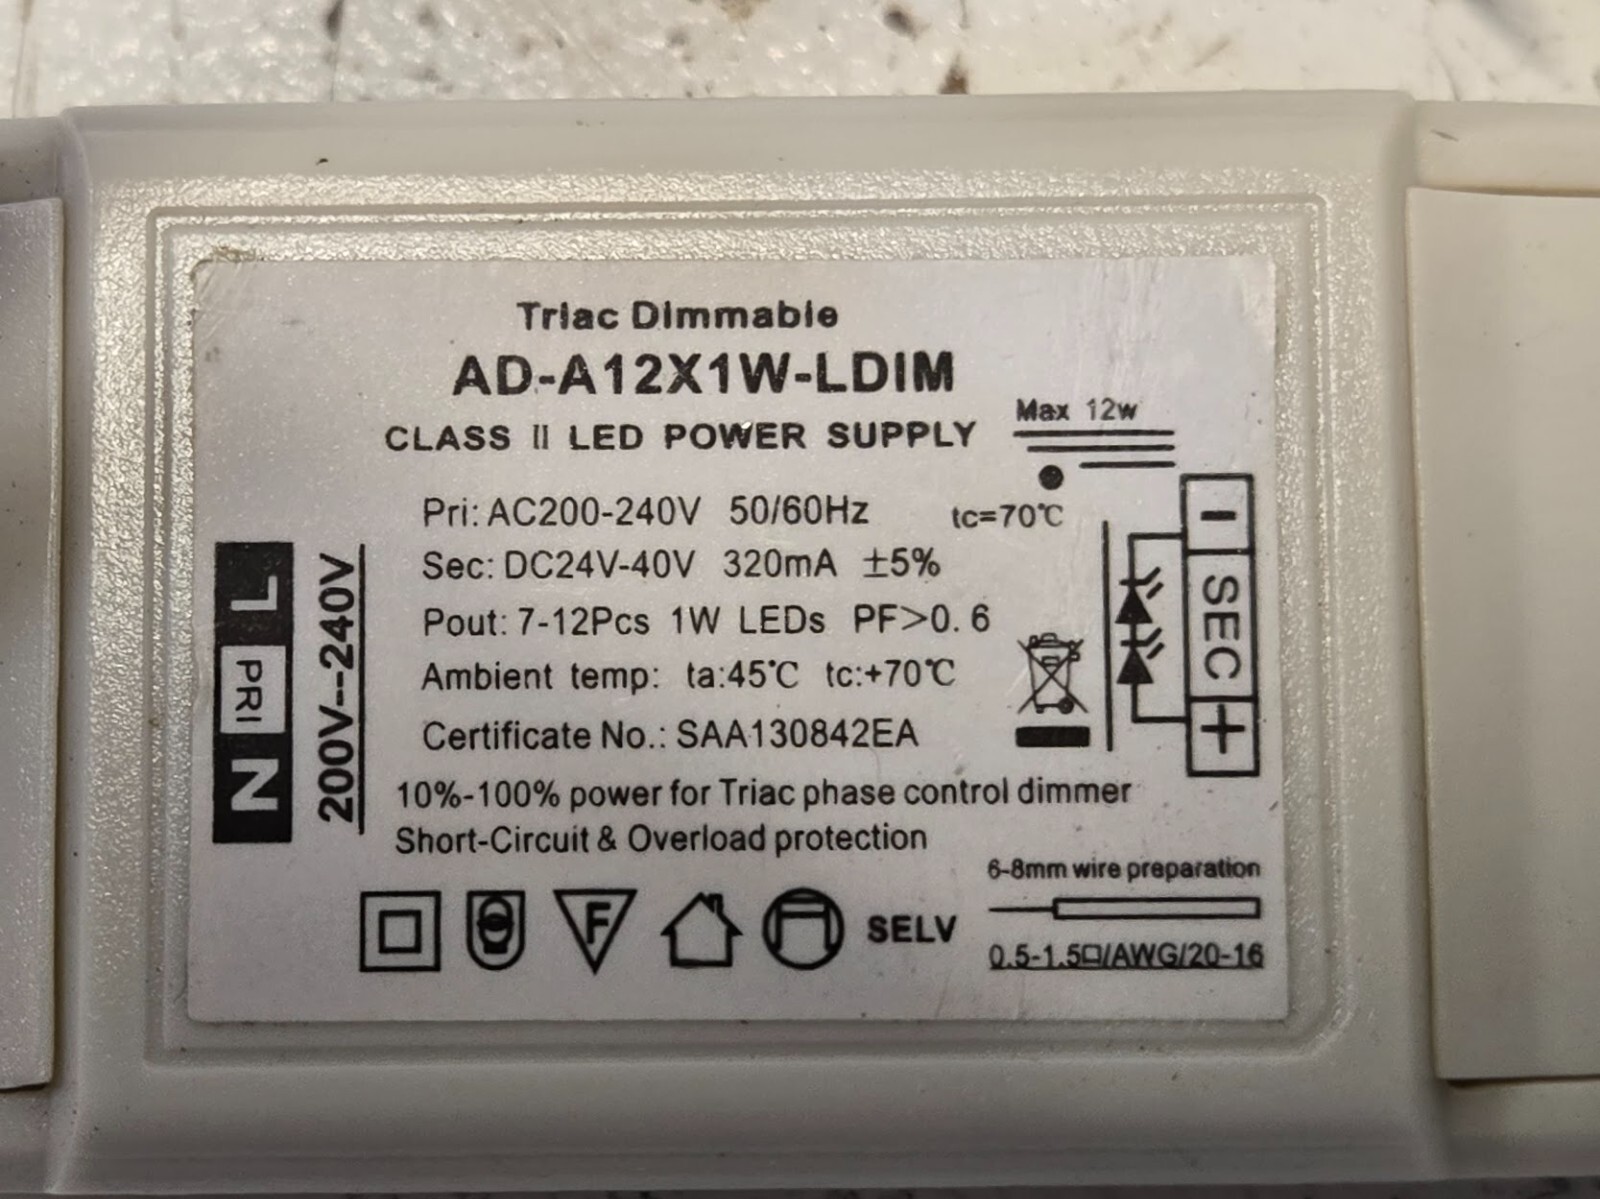 Triac Dimmable
AD-A12X1W-LDIM
CLASS II LED POWER SUPPLY
Max 12w
Pri: AC200-240V 50/60Hz
tc=70℃
Sec: DC24V-40V 320mA ±5%
Pout: 7-12Pcs 1W LEDs PF>0.6
Ambient temp: ta:45℃ tc:+70℃
Certificate No.: SAA130842EA
10%-100% power for Triac phase control dimmer
Short-Circuit & Overload protection
L PRI N
200V--240V
- SEC +
F
SELV
6-8mm wire preparation
0.5-1.5□/AWG/20-16